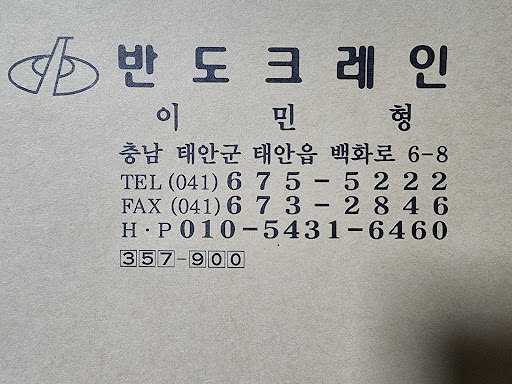 반도크레인
이민형
충남 태안군 태안읍 백화로 6-8
TEL (041) 675-5222
FAX (041) 673-2846
H·P 010-5431-6460
357-900